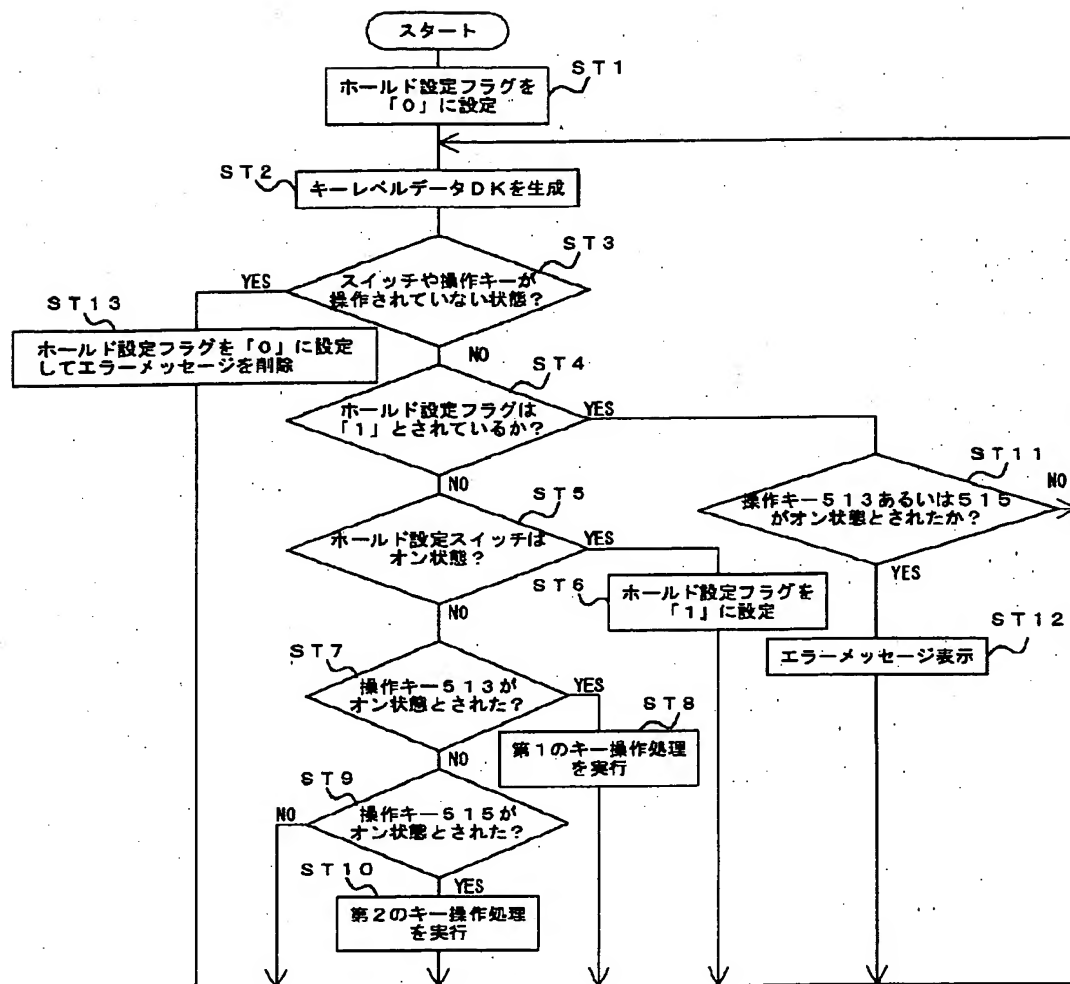 スタート
ST1
ホールド設定フラグを
「0」に設定
ST2
キーレベルデータDKを生成
ST3
YES
スイッチや操作キーが
操作されていない状態?
ST13
ホールド設定フラグを「0」に設定
してエラーメッセージを削除
NO
ST4
ホールド設定フラグは
「1」とされているか?
YES
ST11
NO
操作キー513あるいは515
がオン状態とされたか?
NO
ST5
ホールド設定スイッチは
オン状態?
YES
YES
ST6
ホールド設定フラグを
「1」に設定
NO
ST12
エラーメッセージ表示
ST7
操作キー513が
オン状態とされた?
YES
ST8
第1のキー操作処理
を実行
NO
ST9
NO
操作キー515が
オン状態とされた?
ST10
YES
第2のキー操作処理
を実行